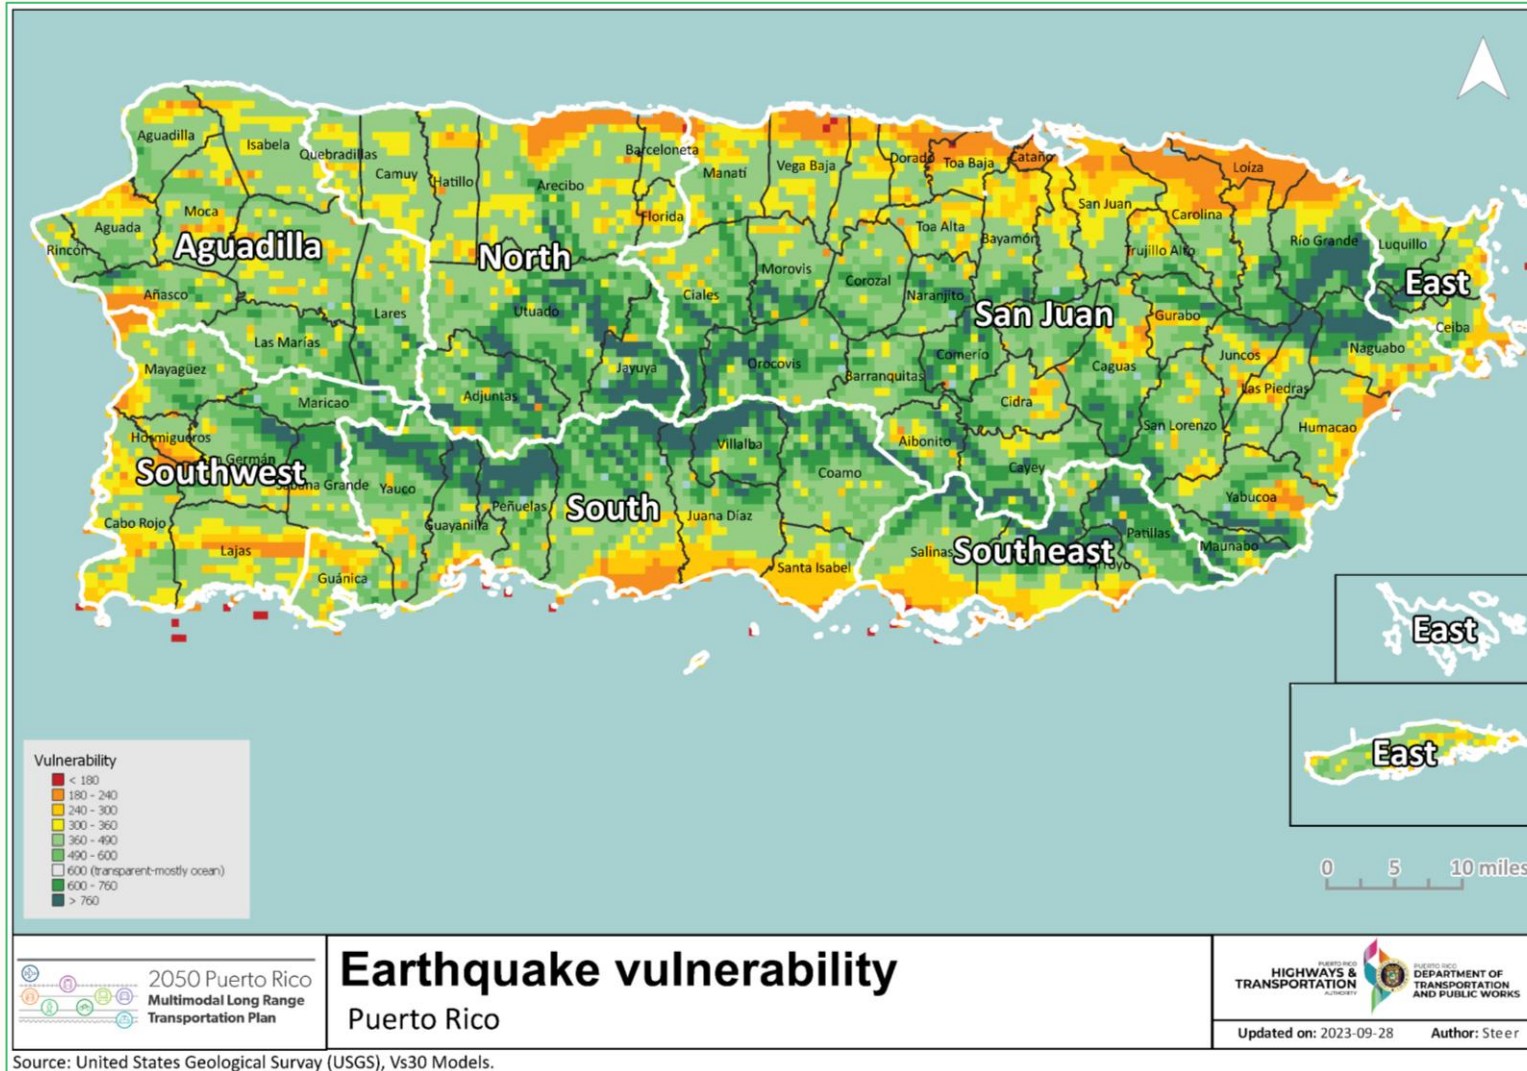 Aguadilla
Isabela
Quebradillas
Camuy
Hatillo
Arecibo
Barceloneta
Florida
Manatí
Vega Baja
Dorado
Toa Baja
Cataño
San Juan
Carolina
Loíza
Moca
Aguada
Rincón
Aguadilla
North
Toa Alta
Bayamón
Trujillo Alto
Río Grande
Luquillo
East
Añasco
Lares
Utuado
Ciales
Morovis
Corozal
Naranjito
San Juan
Gurabo
Ceiba
Las Marías
Mayagüez
Jayuya
Orocovis
Comerío
Barranquitas
Caguas
Juncos
Naguabo
Las Piedras
Maricao
Adjuntas
Cidra
San Lorenzo
Humacao
Hormigueros
Germán
Southwest
Sabana Grande
Yauco
Villalba
Coamo
Aibonito
Cayey
Yabucoa
Cabo Rojo
Guayanilla
Peñuelas
South
Juana Díaz
Salinas
Southeast
Patillas
Maunabo
Arroyo
Lajas
Guánica
Santa Isabel
East
East
Vulnerability
< 180
180 - 240
240 - 300
300 - 360
360 - 490
490 - 600
600 (transparent-mostly ocean)
600 - 760
> 760
0 5 10 miles
2050 Puerto Rico
Multimodal Long Range
Transportation Plan
Earthquake vulnerability
Puerto Rico
PUERTO RICO
HIGHWAYS &
TRANSPORTATION
AUTHORITY
PUERTO RICO
DEPARTMENT OF
TRANSPORTATION
AND PUBLIC WORKS
Updated on: 2023-09-28 Author: Steer
Source: United States Geological Survay (USGS), Vs30 Models.